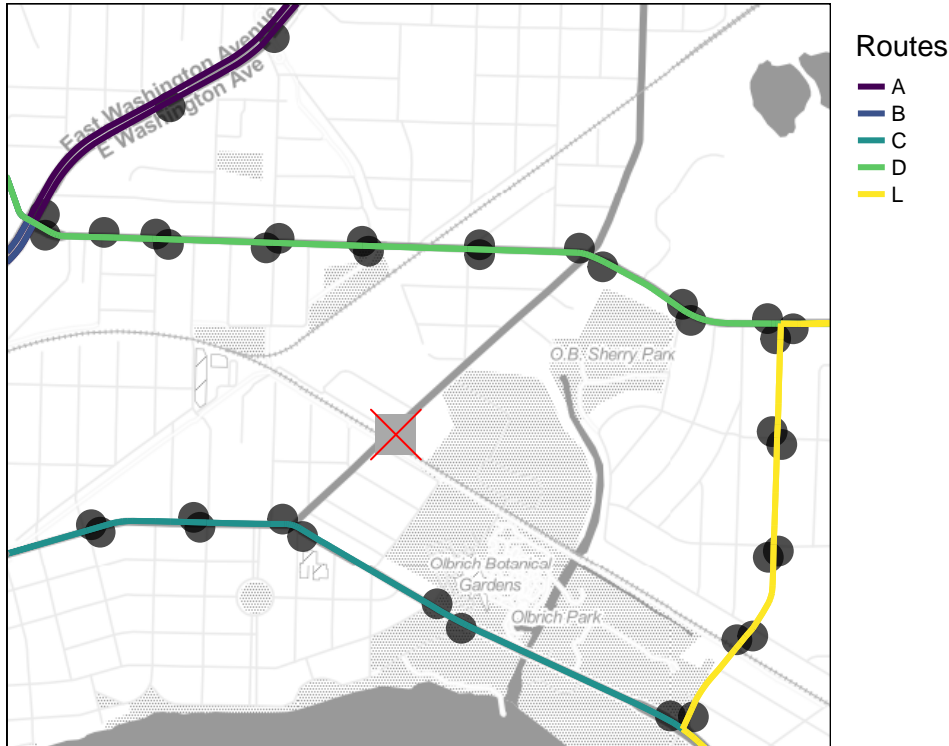 East Washington Avenue
E Washington Ave
Routes
A
B
C
D
L
O.B. Sherry Park
Olbrich Botanical
Gardens
Olbrich Park